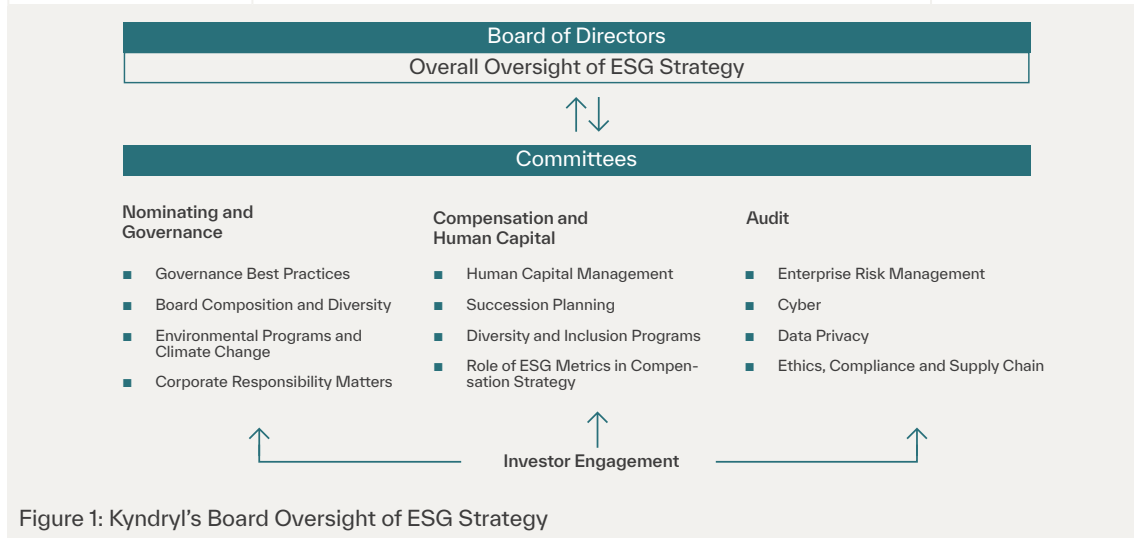 Board of Directors
Overall Oversight of ESG Strategy
Committees
Nominating and
Governance
■ Governance Best Practices
■ Board Composition and Diversity
■ Environmental Programs and
Climate Change
■ Corporate Responsibility Matters
Compensation and
Human Capital
■ Human Capital Management
■ Succession Planning
■ Diversity and Inclusion Programs
■ Role of ESG Metrics in Compen-
sation Strategy
Audit
■ Enterprise Risk Management
■ Cyber
■ Data Privacy
■ Ethics, Compliance and Supply Chain
Investor Engagement
Figure 1: Kyndryl's Board Oversight of ESG Strategy